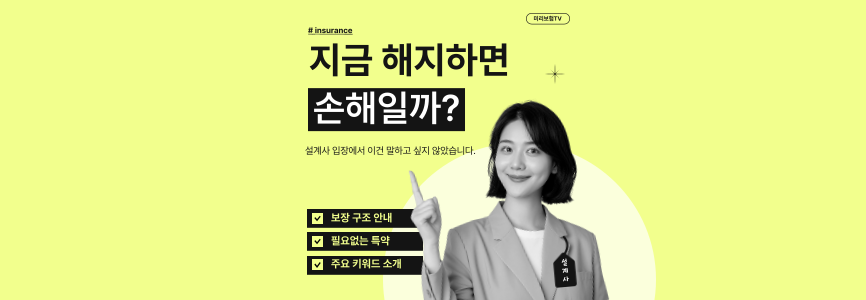 미리보험TV
# insurance
지금 해지하면
손해일까?
설계사 입장에서 이건 말하고 싶지 않았습니다.
보장 구조 안내
필요없는 특약
주요 키워드 소개
설계사